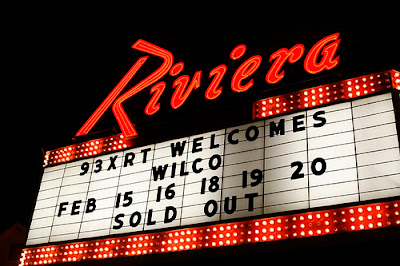 Riviera
93XRT WELCOMES
WILCO
FEB 15 16 18 19 20
SOLD OUT